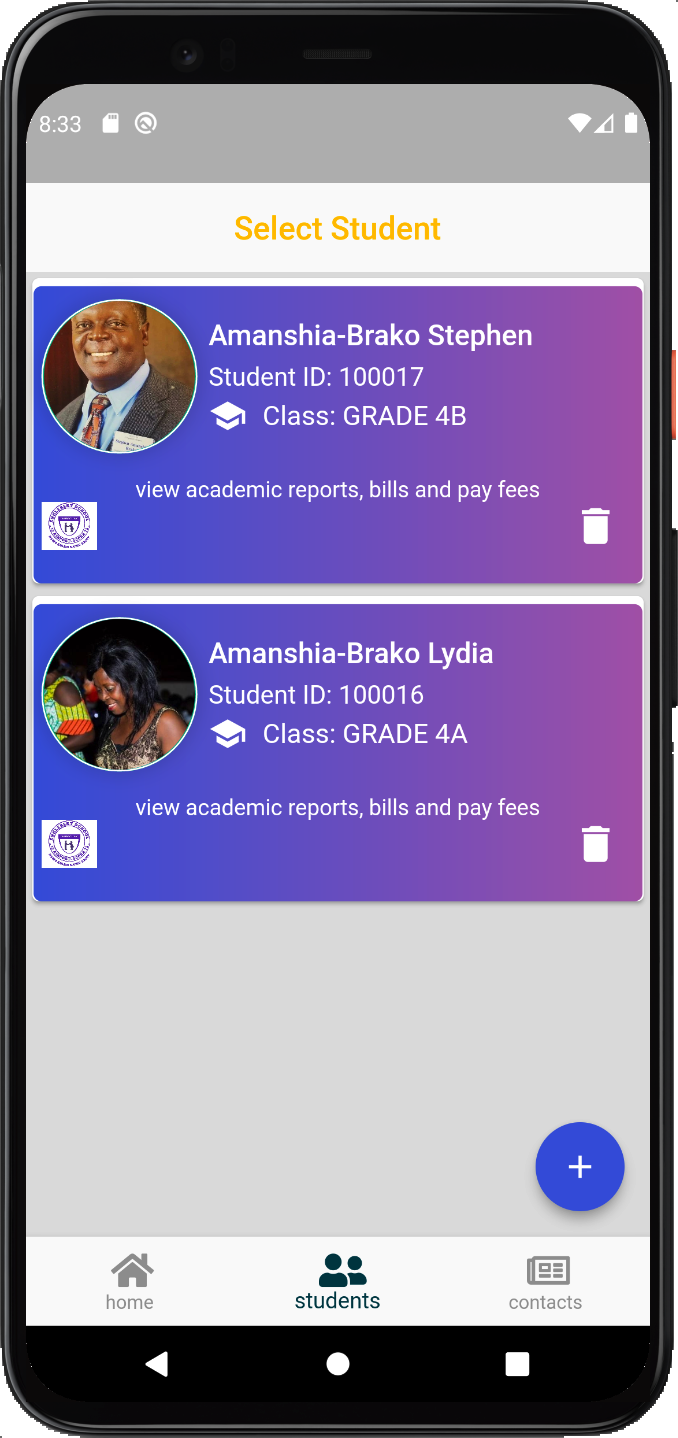 8:33
Select Student
Amanshia-Brako Stephen
Student ID: 100017
Class: GRADE 4B
view academic reports, bills and pay fees
Amanshia-Brako Lydia
Student ID: 100016
Class: GRADE 4A
view academic reports, bills and pay fees
+
home
students
contacts